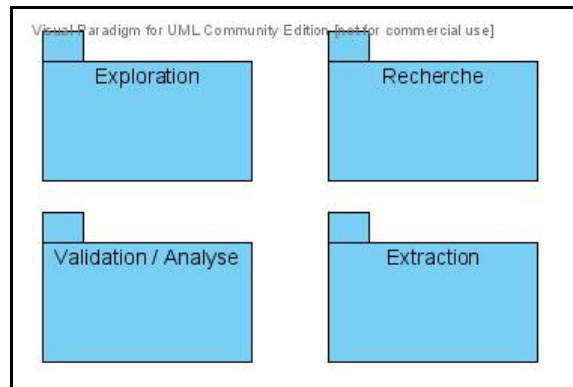 Visual Paradigm for UML Community Edition [not for commercial use]
Exploration
Recherche
Validation / Analyse
Extraction